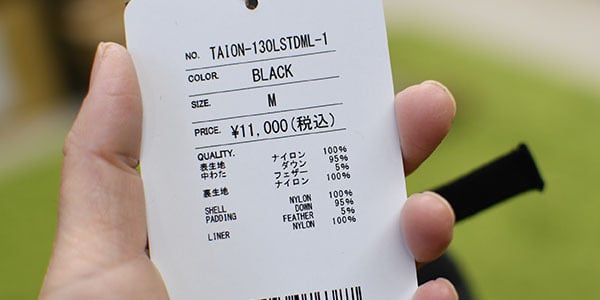 NO. TAION-130LSTDML-1
COLOR. BLACK
SIZE. M
PRICE. ¥11,000(税込)
QUALITY.
表生地 ナイロン 100%
中わた ダウン 95%
フェザー 5%
裏生地 ナイロン 100%
SHELL NYLON 100%
PADDING DOWN 95%
FEATHER 5%
LINER NYLON 100%